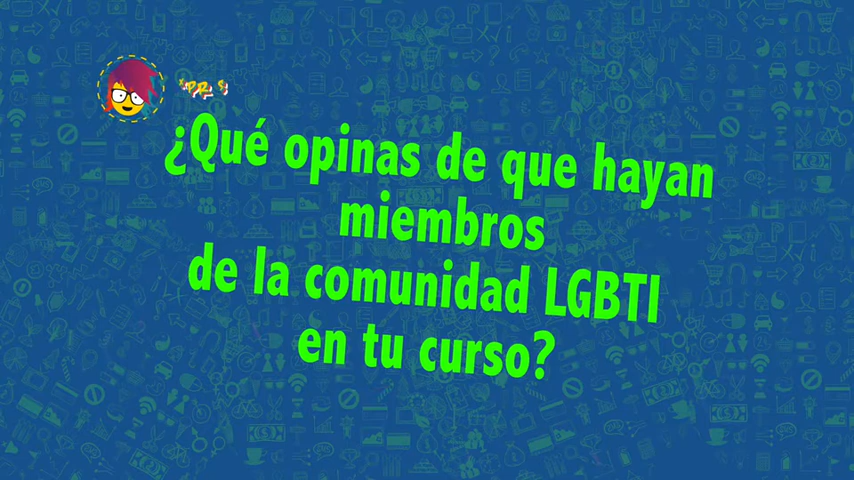 ¿Qué opinas de que hayan
miembros
de la comunidad LGBTI
en tu curso?